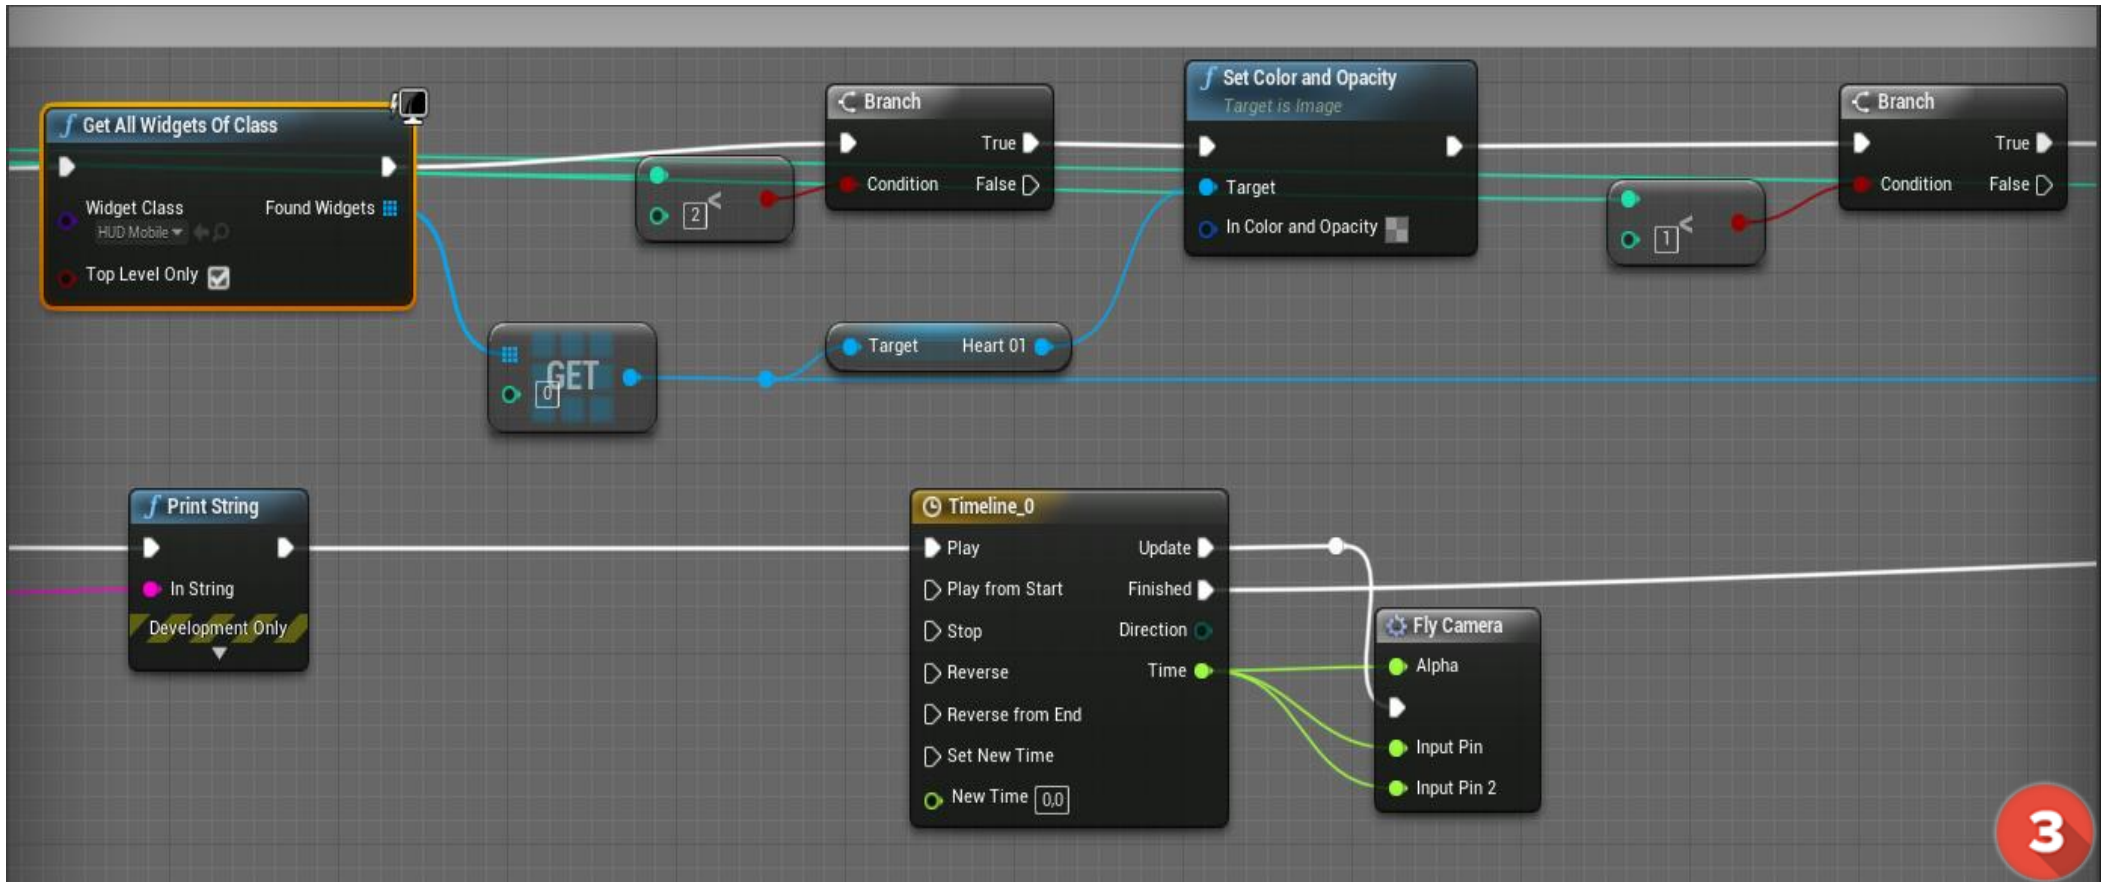 Get All Widgets Of Class
Widget Class
Found Widgets
HUD Mobile
Top Level Only
2 <
Branch
True
Condition
False
Set Color and Opacity
Target is Image
Target
In Color and Opacity
1 <
Branch
True
Condition
False
GET
0
Target Heart 01
Print String
In String
Development Only
Timeline_0
Play Update
Play from Start Finished
Stop Direction
Reverse Time
Reverse from End
Set New Time
New Time 0,0
Fly Camera
Alpha
Input Pin
Input Pin 2
3